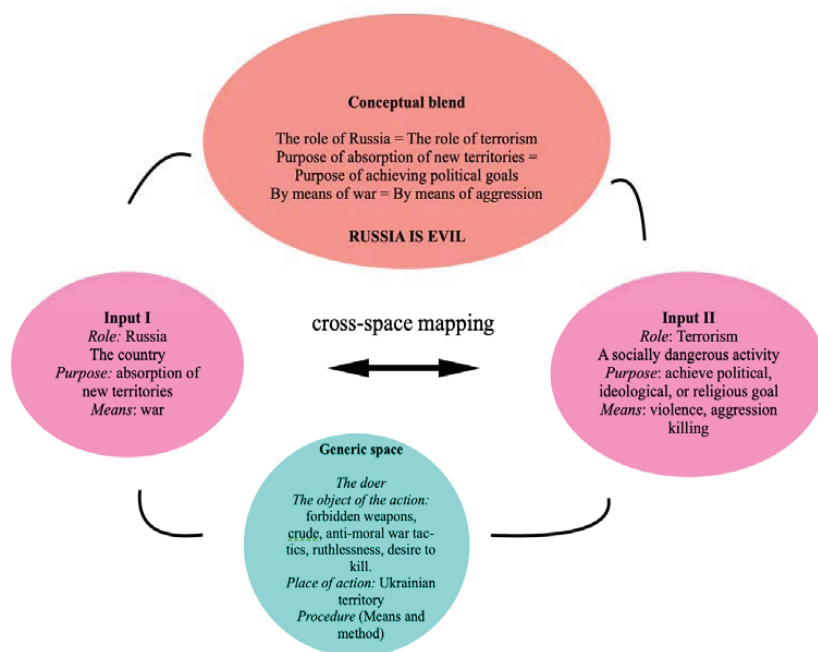 Conceptual blend
The role of Russia = The role of terrorism
Purpose of absorption of new territories =
Purpose of achieving political goals
By means of war = By means of aggression
RUSSIA IS EVIL
Input I
Role: Russia
The country
Purpose: absorption of
new territories
Means: war
cross-space mapping
Input II
Role: Terrorism
A socially dangerous activity
Purpose: achieve political,
ideological, or religious goal
Means: violence, aggression
killing
Generic space
The doer
The object of the action:
forbidden weapons,
crude, anti-moral war tac-
tics, ruthlessness, desire to
kill.
Place of action: Ukrainian
territory
Procedure (Means and
method)